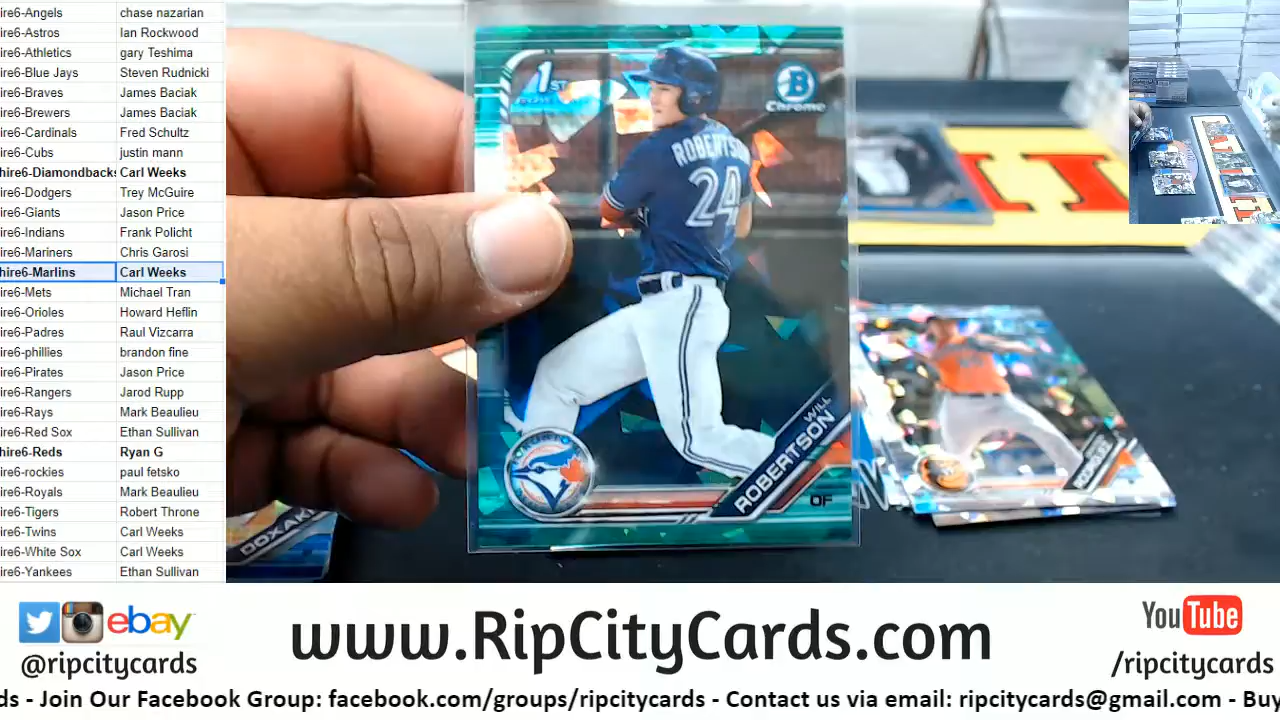 ire6-Angels chase nazarian
ire6-Astros Ian Rockwood
ire6-Athletics gary Teshima
ire6-Blue Jays Steven Rudnicki
ire6-Braves James Baciak
ire6-Brewers James Baciak
ire6-Cardinals Fred Schultz
ire6-Cubs justin mann
hire6-Diamondbacks Carl Weeks
ire6-Dodgers Trey McGuire
ire6-Giants Jason Price
ire6-Indians Frank Policht
ire6-Mariners Chris Garosi
hire6-Marlins Carl Weeks
ire6-Mets Michael Tran
ire6-Orioles Howard Heflin
ire6-Padres Raul Vizcarra
ire6-phillies brandon fine
ire6-Pirates Jason Price
ire6-Rangers Jarod Rupp
ire6-Rays Mark Beaulieu
ire6-Red Sox Ethan Sullivan
hire6-Reds Ryan G
ire6-rockies paul fetsko
ire6-Royals Mark Beaulieu
ire6-Tigers Robert Throne
ire6-Twins Carl Weeks
ire6-White Sox Carl Weeks
ire6-Yankees Ethan Sullivan
1ST
B
Chrome
ROBERTSON
24
TORONTO
WILL
ROBERTSON
OF
ebay
@ripcitycards
www.RipCityCards.com
YouTube
/ripcitycards
ds - Join Our Facebook Group: facebook.com/groups/ripcitycards - Contact us via email: ripcitycards@gmail.com - Buy